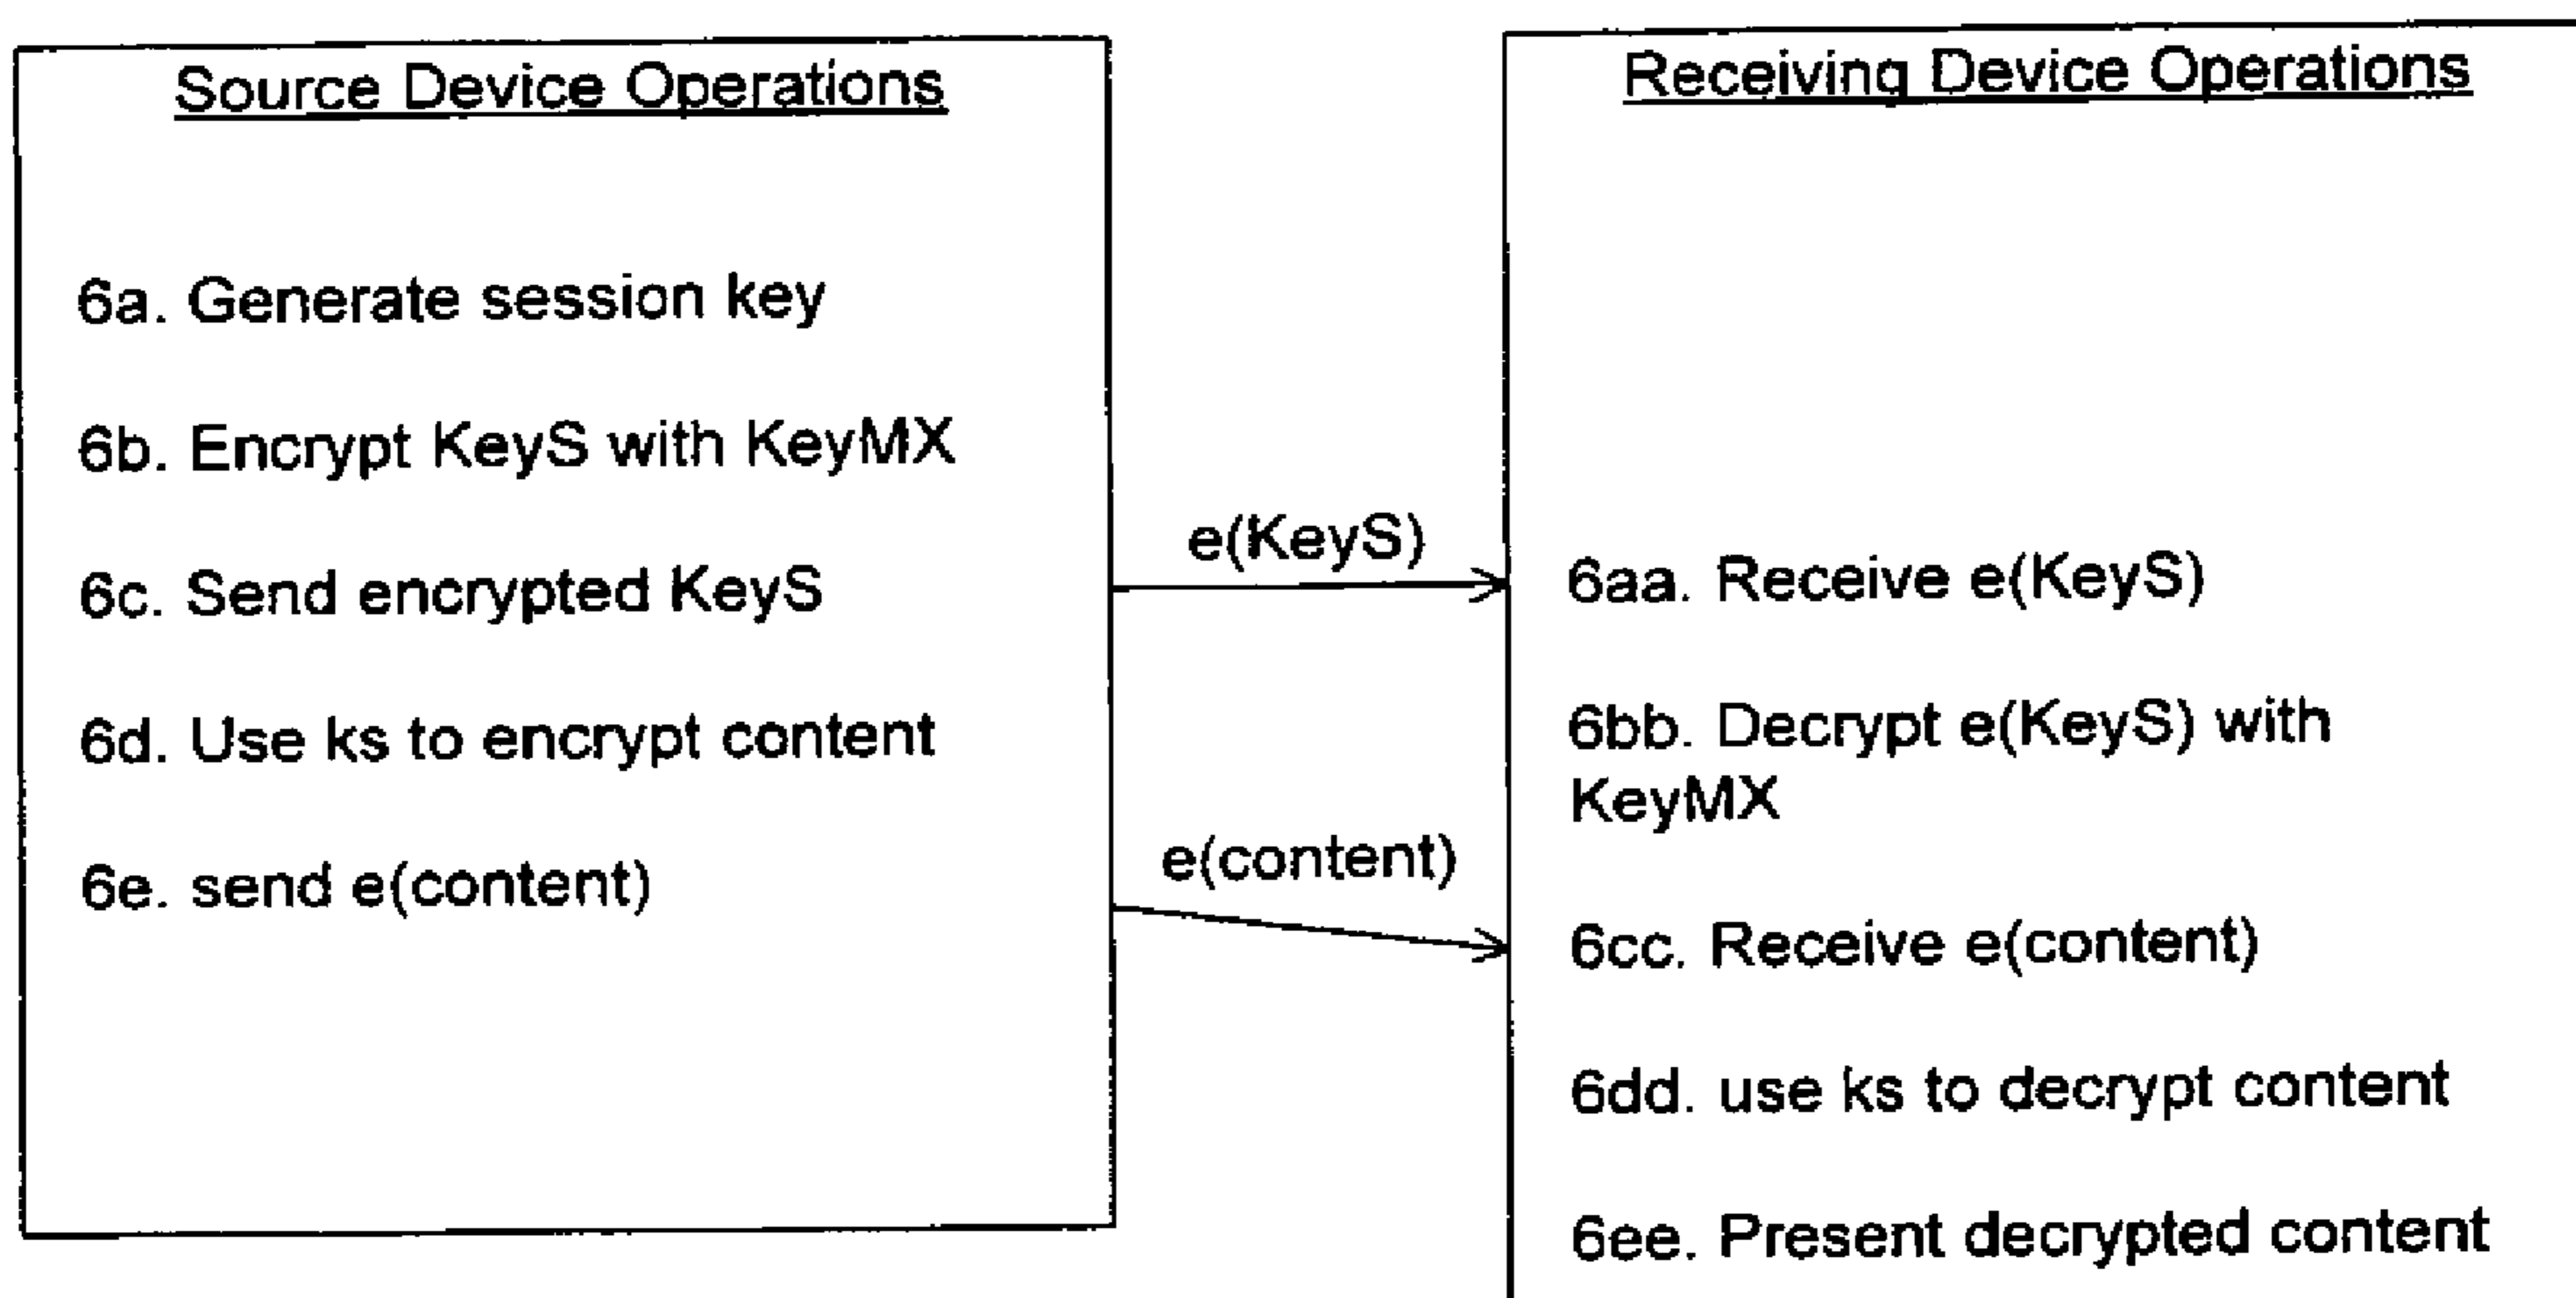 Source Device Operations
6a. Generate session key
6b. Encrypt KeyS with KeyMX
6c. Send encrypted KeyS
6d. Use ks to encrypt content
6e. send e(content)
e(KeyS)
e(content)
Receiving Device Operations
6aa. Receive e(KeyS)
6bb. Decrypt e(KeyS) with
KeyMX
6cc. Receive e(content)
6dd. use ks to decrypt content
6ee. Present decrypted content